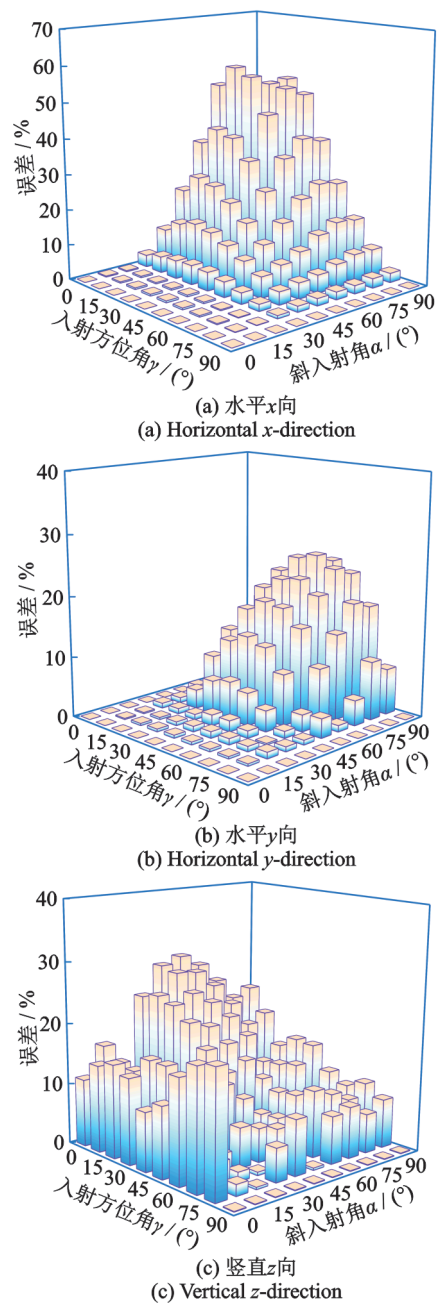 70
60
50
40
30
20
10
0
误差 / %
0 15 30 45 60 75 90
入射方位角γ / (°)
0 15 30 45 60 75 90
斜入射角α / (°)
(a) 水平x向
(a) Horizontal x-direction
40
30
20
10
0
误差 / %
0 15 30 45 60 75 90
入射方位角γ / (°)
0 15 30 45 60 75 90
斜入射角α / (°)
(b) 水平y向
(b) Horizontal y-direction
40
30
20
10
0
误差 / %
0 15 30 45 60 75 90
入射方位角γ / (°)
0 15 30 45 60 75 90
斜入射角α / (°)
(c) 竖直z向
(c) Vertical z-direction